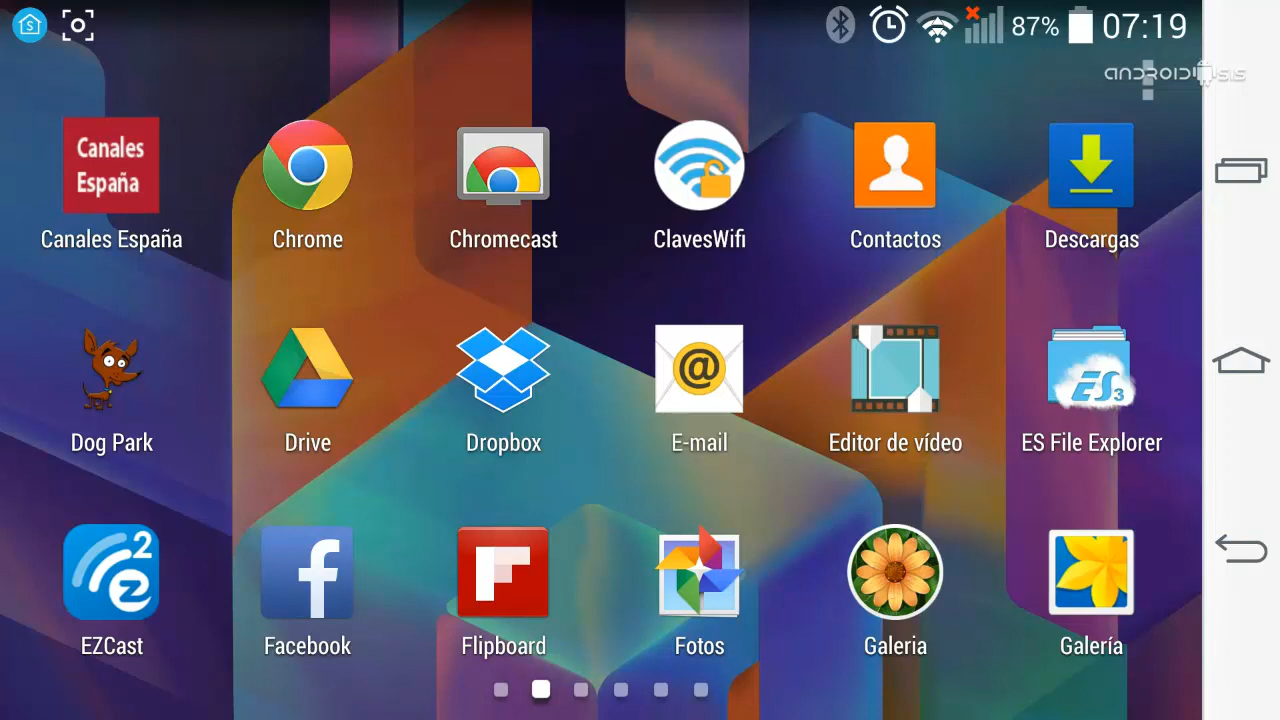 87% 07:19
ANDROIDSIS
Canales
España
Canales España
Chrome
Chromecast
ClavesWifi
Contactos
Descargas
@
ES3
Dog Park
Drive
Dropbox
E-mail
Editor de vídeo
ES File Explorer
2
z
f
EZCast
Facebook
Flipboard
Fotos
Galeria
Galería